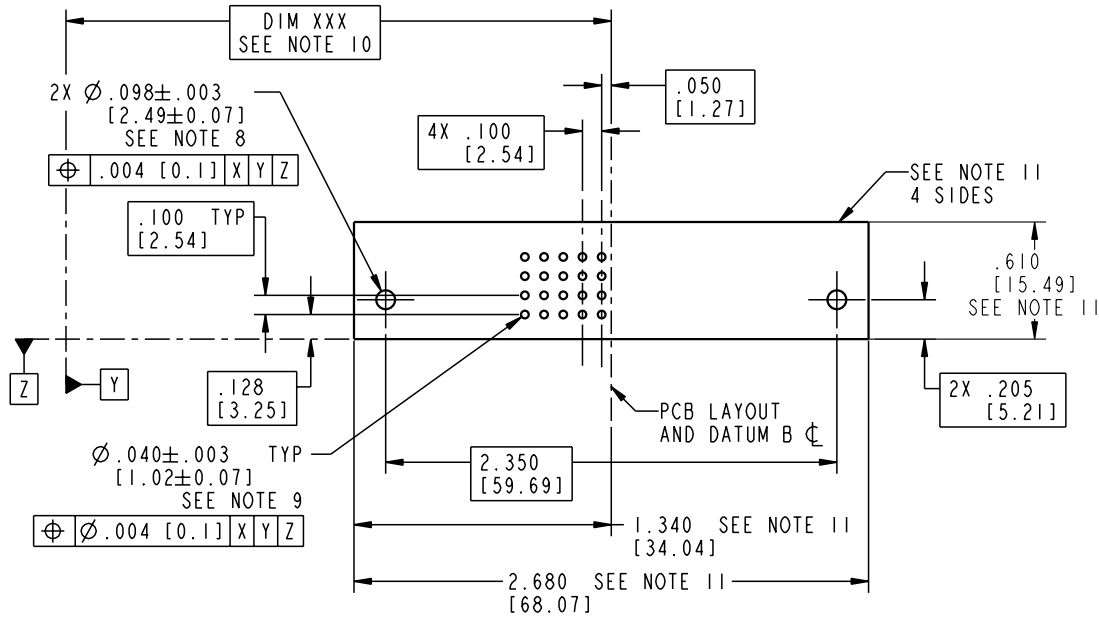 DIM XXX
SEE NOTE 10
2X Ø .098±.003
[2.49±0.07]
SEE NOTE 8
⌖ .004 [0.1] X Y Z
.050
[1.27]
4X .100
[2.54]
SEE NOTE 11
4 SIDES
.100 TYP
[2.54]
.610
[15.49]
SEE NOTE 11
Z
Y
.128
[3.25]
2X .205
[5.21]
PCB LAYOUT
AND DATUM B ℄
Ø .040±.003 TYP
[1.02±0.07]
SEE NOTE 9
⌖ Ø .004 [0.1] X Y Z
2.350
[59.69]
1.340 SEE NOTE 11
[34.04]
2.680 SEE NOTE 11
[68.07]